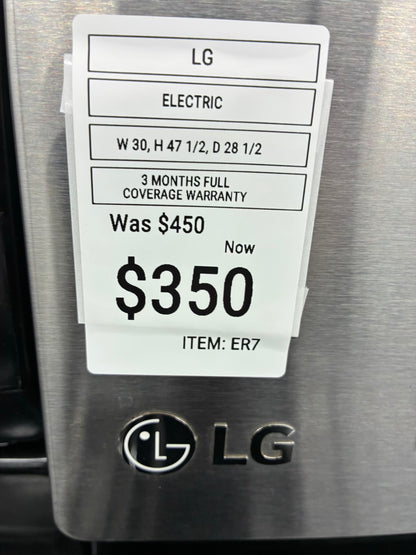 LG
ELECTRIC
W 30, H 47 1/2, D 28 1/2
3 MONTHS FULL
COVERAGE WARRANTY
Was $450
Now
$350
ITEM: ER7
LG LG